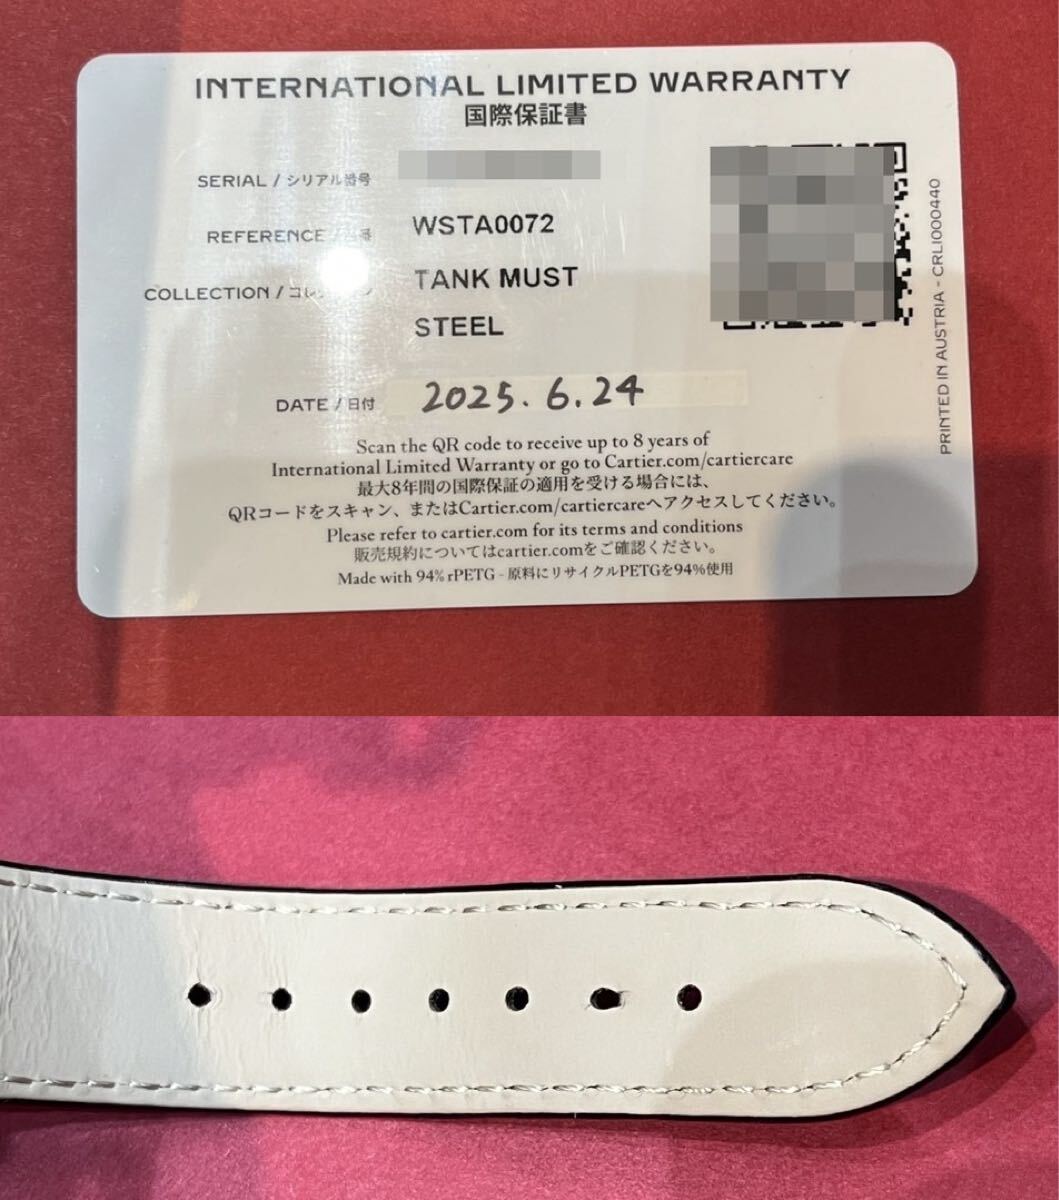 INTERNATIONAL LIMITED WARRANTY
国際保証書
SERIAL / シリアル番号
REFERENCE WSTA0072
COLLECTION / TANK MUST
STEEL
DATE / 日付 2025.6.24
Scan the QR code to receive up to 8 years of
International Limited Warranty or go to Cartier.com/cartiercare
最大8年間の国際保証の適用を受ける場合には、
QRコードをスキャン、またはCartier.com/cartiercareへアクセスしてください。
Please refer to cartier.com for its terms and conditions
販売規約についてはcartier.comをご確認ください。
Made with 94% rPETG - 原料にリサイクルPETGを94%使用
PRINTED IN AUSTRIA - CRLI000440